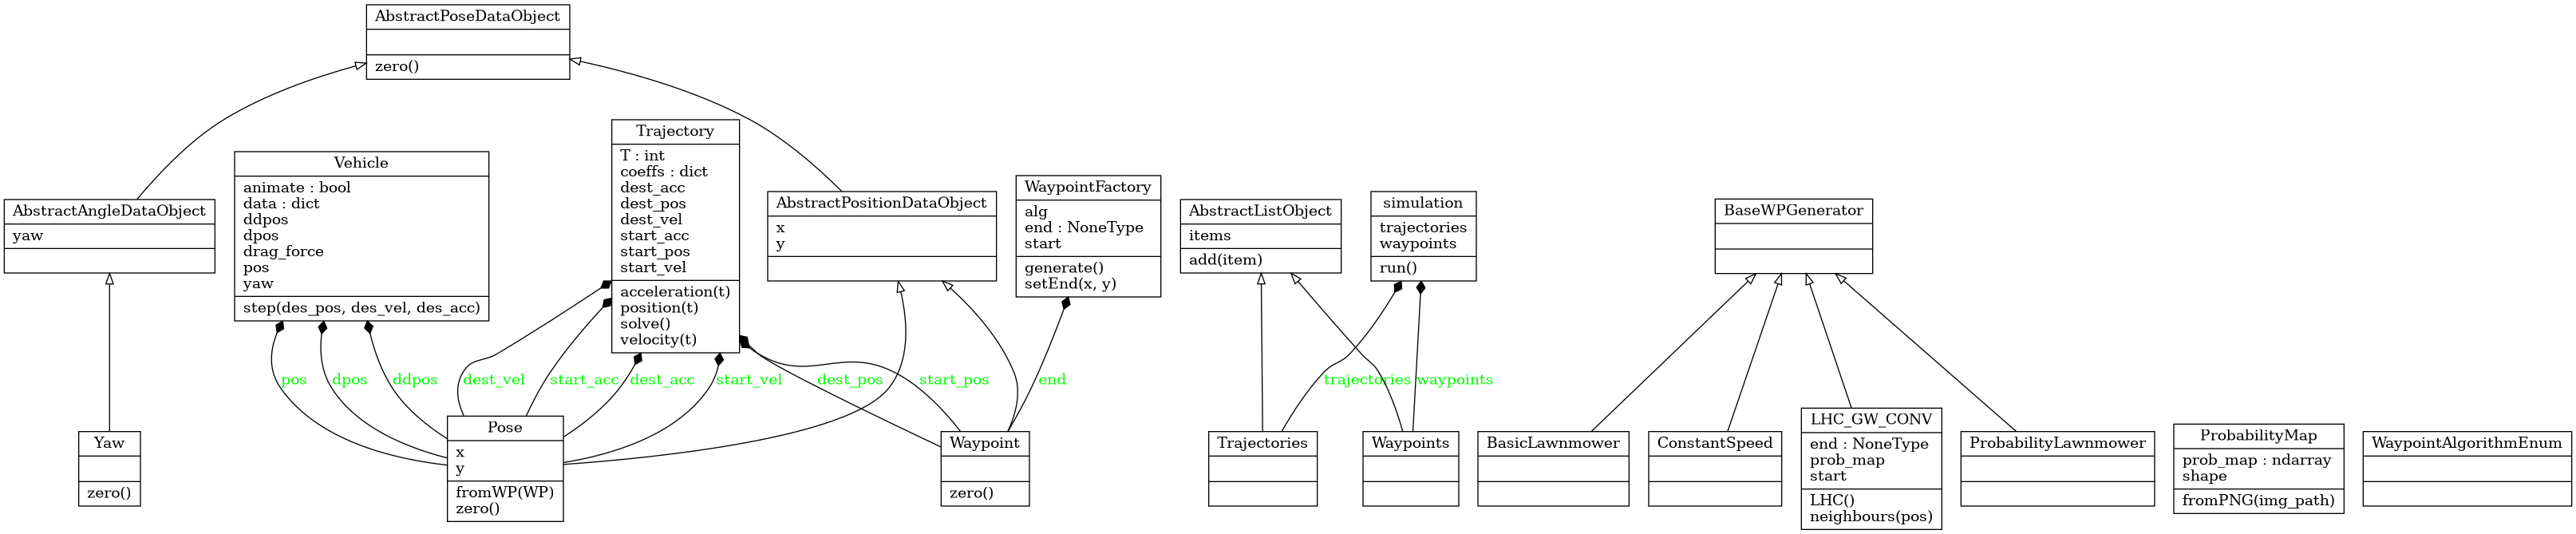 AbstractPoseDataObject
zero()
Trajectory
T : int
coeffs : dict
dest_acc
dest_pos
dest_vel
start_acc
start_pos
start_vel
acceleration(t)
position(t)
solve()
velocity(t)
Vehicle
animate : bool
data : dict
ddpos
dpos
drag_force
pos
yaw
step(des_pos, des_vel, des_acc)
AbstractAngleDataObject
yaw
AbstractPositionDataObject
x
y
WaypointFactory
alg
end : NoneType
start
generate()
setEnd(x, y)
AbstractListObject
items
add(item)
simulation
trajectories
waypoints
run()
BaseWPGenerator
pos
dpos
ddpos
dest_vel
start_acc
dest_acc
start_vel
dest_pos
start_pos
end
trajectories
waypoints
Yaw
zero()
Pose
x
y
fromWP(WP)
zero()
Waypoint
zero()
Trajectories
Waypoints
BasicLawnmower
ConstantSpeed
LHC_GW_CONV
end : NoneType
prob_map
start
LHC()
neighbours(pos)
ProbabilityLawnmower
ProbabilityMap
prob_map : ndarray
shape
fromPNG(img_path)
WaypointAlgorithmEnum